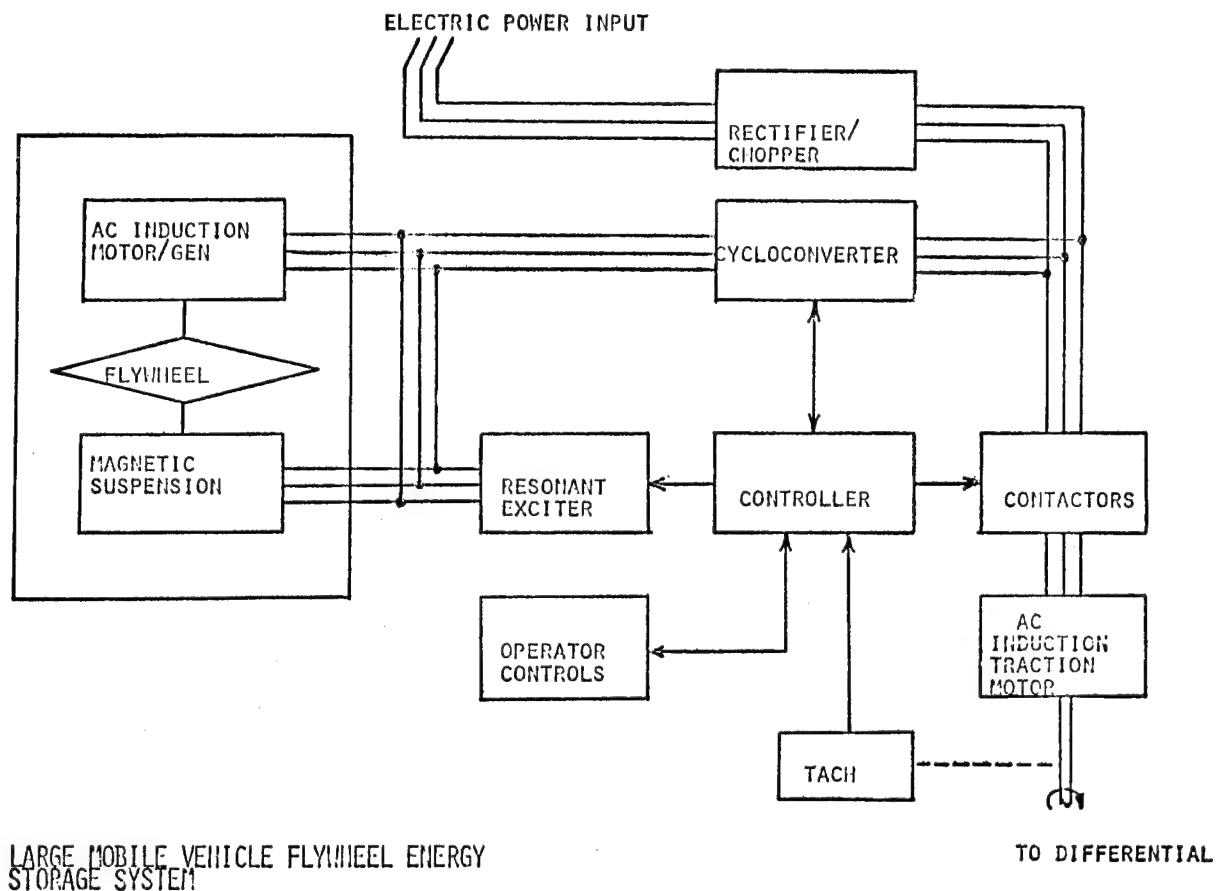 ELECTRIC POWER INPUT
RECTIFIER/
CHOPPER
AC INDUCTION
MOTOR/GEN
CYCLOCONVERTER
FLYWHEEL
MAGNETIC
SUSPENSION
RESONANT
EXCITER
CONTROLLER
CONTACTORS
OPERATOR
CONTROLS
AC
INDUCTION
TRACTION
MOTOR
TACH
LARGE MOBILE VEHICLE FLYWHEEL ENERGY
STORAGE SYSTEM
TO DIFFERENTIAL